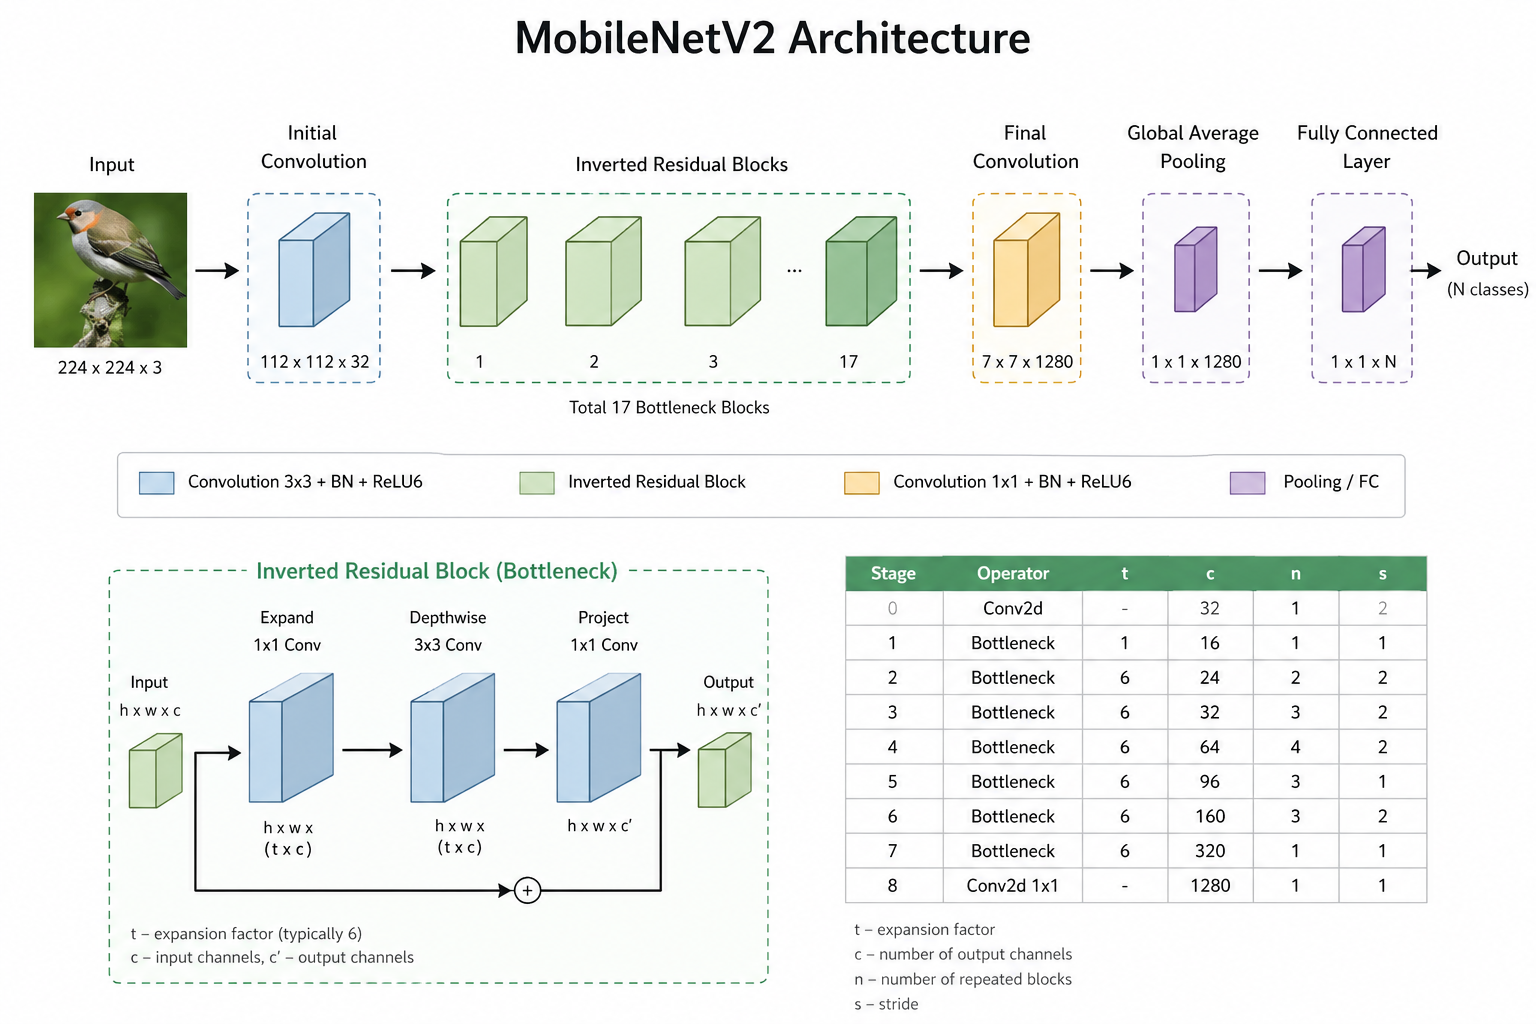 MobileNetV2 Architecture
Input
Initial
Convolution
Inverted Residual Blocks
Final
Convolution
Global Average
Pooling
Fully Connected
Layer
224 x 224 x 3
112 x 112 x 32
1
2
3
...
17
7 x 7 x 1280
1 x 1 x 1280
1 x 1 x N
Output
(N classes)
Total 17 Bottleneck Blocks
Convolution 3x3 + BN + ReLU6
Inverted Residual Block
Convolution 1x1 + BN + ReLU6
Pooling / FC
Inverted Residual Block (Bottleneck)
Input
h x w x c
Expand
1x1 Conv
Depthwise
3x3 Conv
Project
1x1 Conv
Output
h x w x c′
h x w x
(t x c)
h x w x
(t x c)
h x w x c′
+
t – expansion factor (typically 6)
c – input channels, c′ – output channels
Stage Operator t c n s
0 Conv2d - 32 1 2
1 Bottleneck 1 16 1 1
2 Bottleneck 6 24 2 2
3 Bottleneck 6 32 3 2
4 Bottleneck 6 64 4 2
5 Bottleneck 6 96 3 1
6 Bottleneck 6 160 3 2
7 Bottleneck 6 320 1 1
8 Conv2d 1x1 - 1280 1 1
t – expansion factor
c – number of output channels
n – number of repeated blocks
s – stride